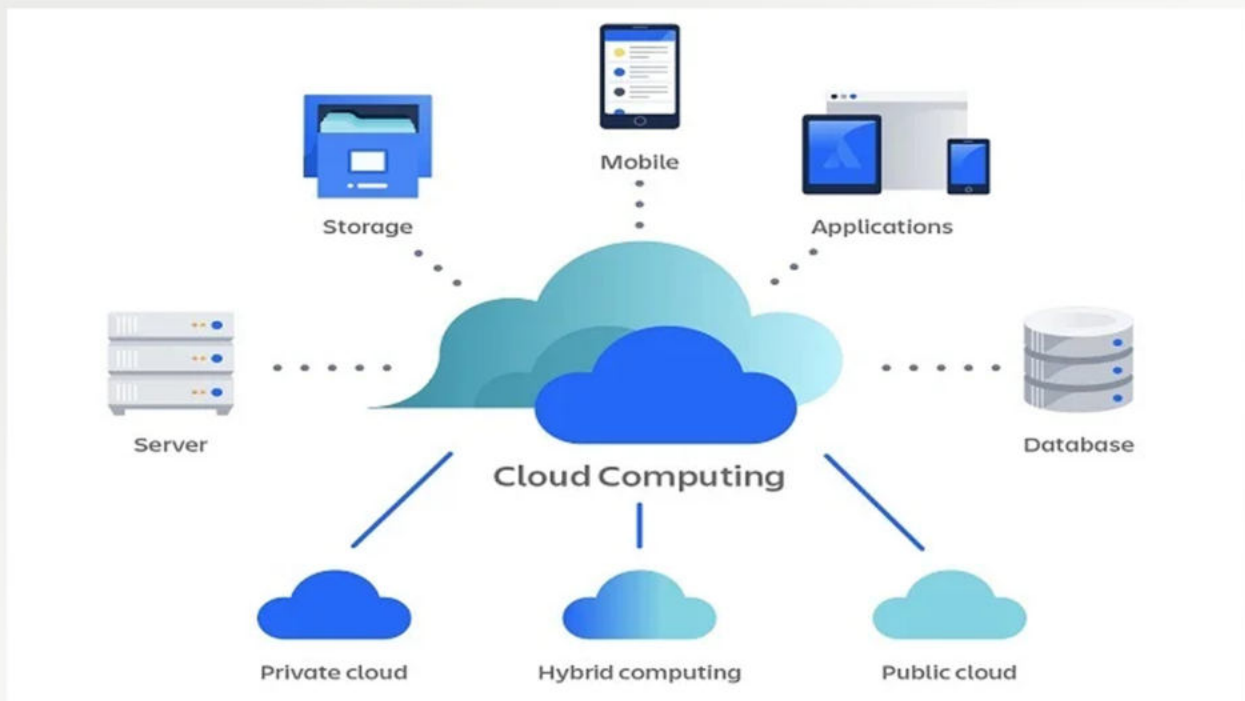 Mobile
Storage
Applications
Server
Database
Cloud Computing
Private cloud
Hybrid computing
Public cloud